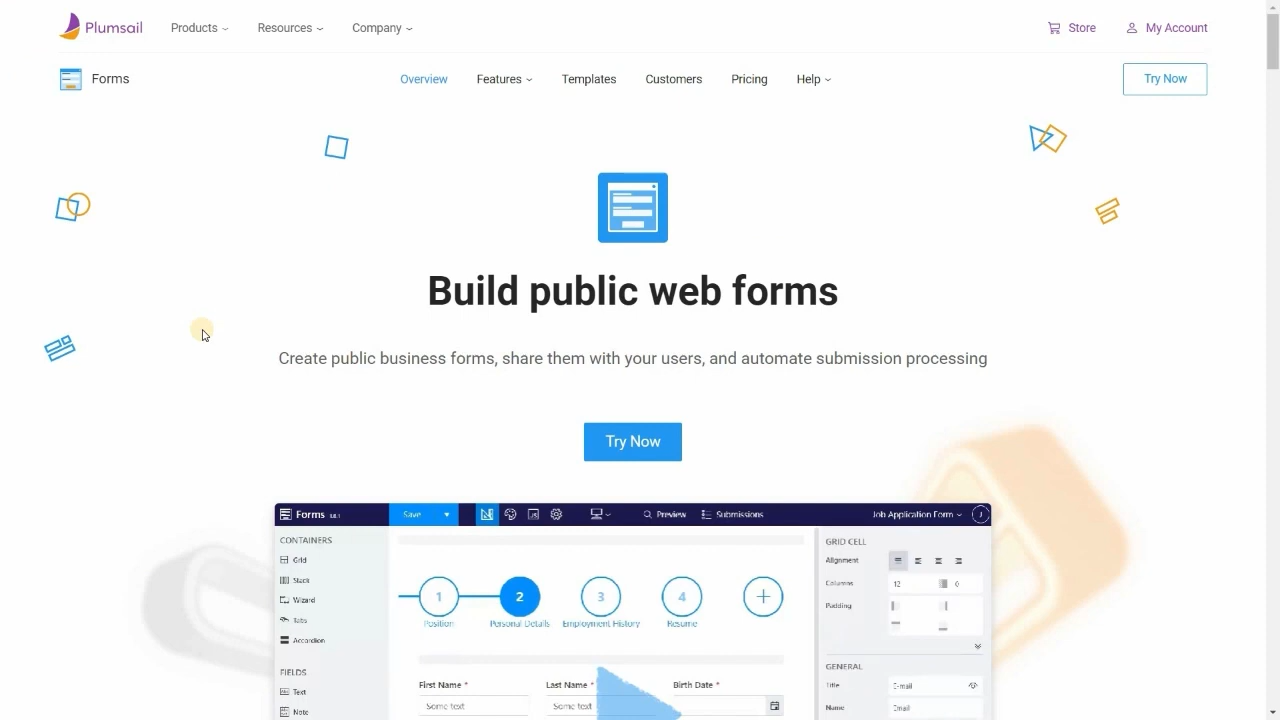 Plumsail
Products
Resources
Company
Store
My Account
Forms
Overview
Features
Templates
Customers
Pricing
Help
Try Now
Build public web forms
Create public business forms, share them with your users, and automate submission processing
Try Now
Forms
Save
Preview
Submissions
Job Application Form
J
CONTAINERS
Grid
Stack
Wizard
Tabs
Accordion
FIELDS
Text
Note
1
2
3
4
Position
Personal Details
Employment History
Resume
First Name *
Last Name *
Birth Date *
Some text
Some text
GRID CELL
Alignment
Columns
12
0
Padding
GENERAL
Title
E-mail
Name
Email